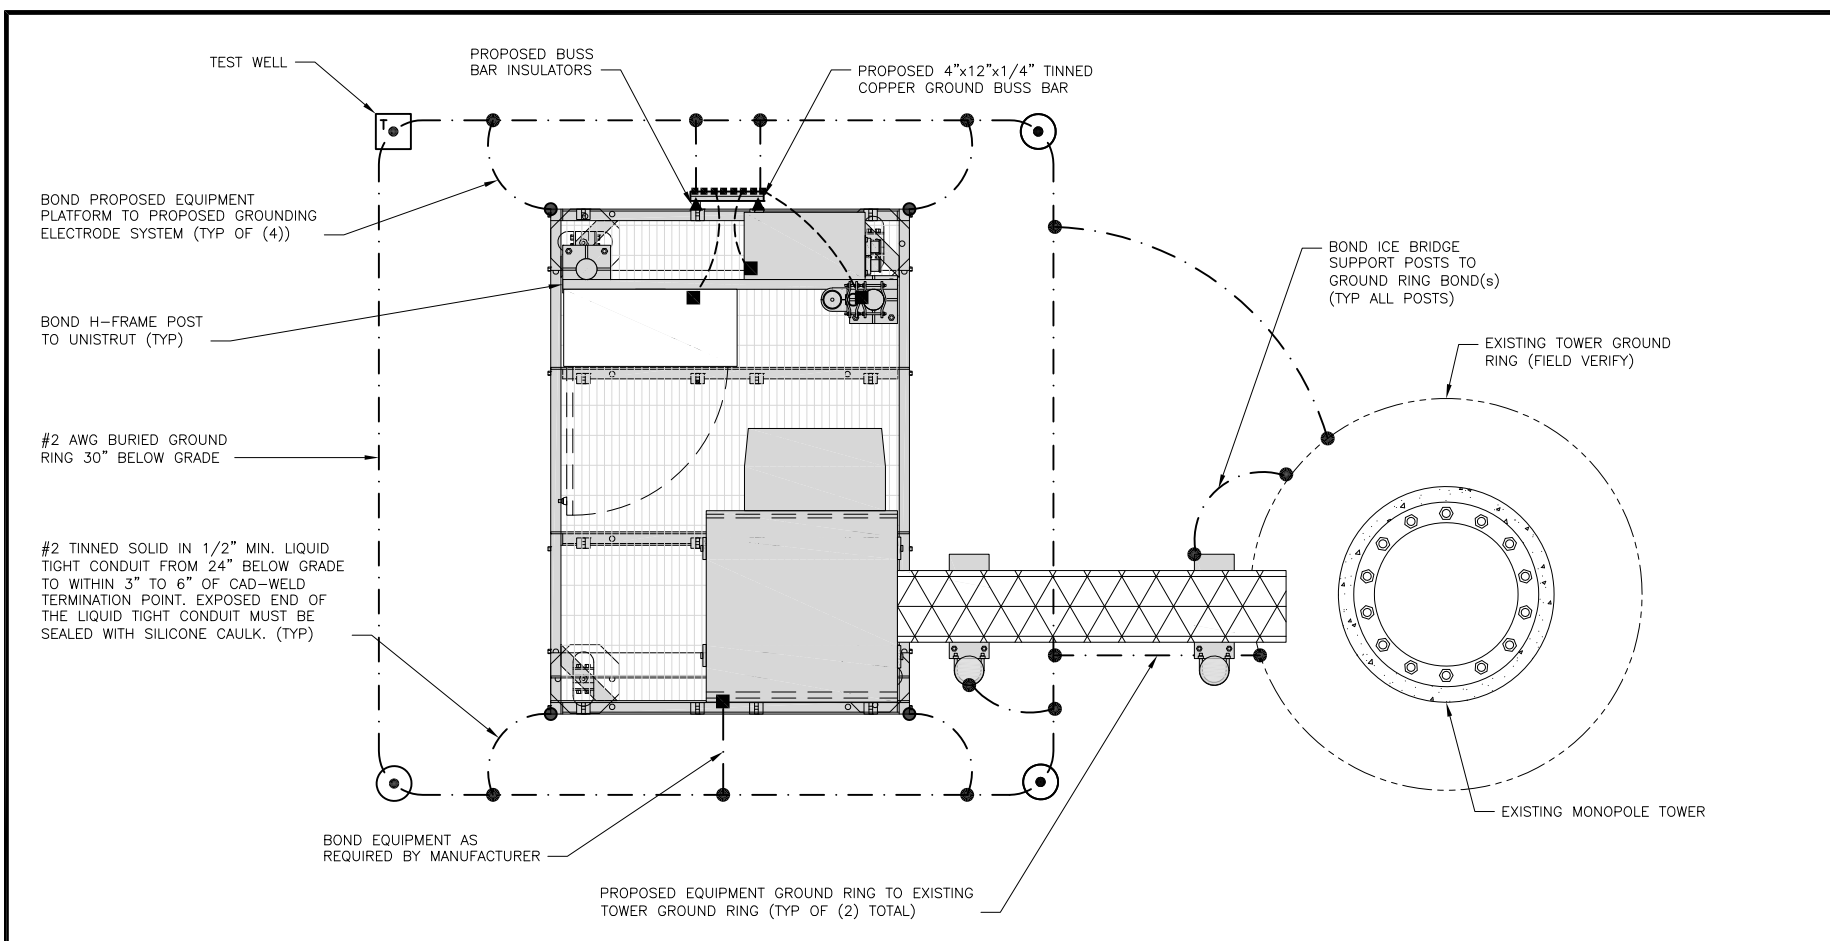 TEST WELL
PROPOSED BUSS
BAR INSULATORS
PROPOSED 4"x12"x1/4" TINNED
COPPER GROUND BUSS BAR
T
BOND PROPOSED EQUIPMENT
PLATFORM TO PROPOSED GROUNDING
ELECTRODE SYSTEM (TYP OF (4))
BOND ICE BRIDGE
SUPPORT POSTS TO
GROUND RING BOND(s)
(TYP ALL POSTS)
BOND H-FRAME POST
TO UNISTRUT (TYP)
EXISTING TOWER GROUND
RING (FIELD VERIFY)
#2 AWG BURIED GROUND
RING 30" BELOW GRADE
#2 TINNED SOLID IN 1/2" MIN. LIQUID
TIGHT CONDUIT FROM 24" BELOW GRADE
TO WITHIN 3" TO 6" OF CAD-WELD
TERMINATION POINT. EXPOSED END OF
THE LIQUID TIGHT CONDUIT MUST BE
SEALED WITH SILICONE CAULK. (TYP)
EXISTING MONOPOLE TOWER
BOND EQUIPMENT AS
REQUIRED BY MANUFACTURER
PROPOSED EQUIPMENT GROUND RING TO EXISTING
TOWER GROUND RING (TYP OF (2) TOTAL)